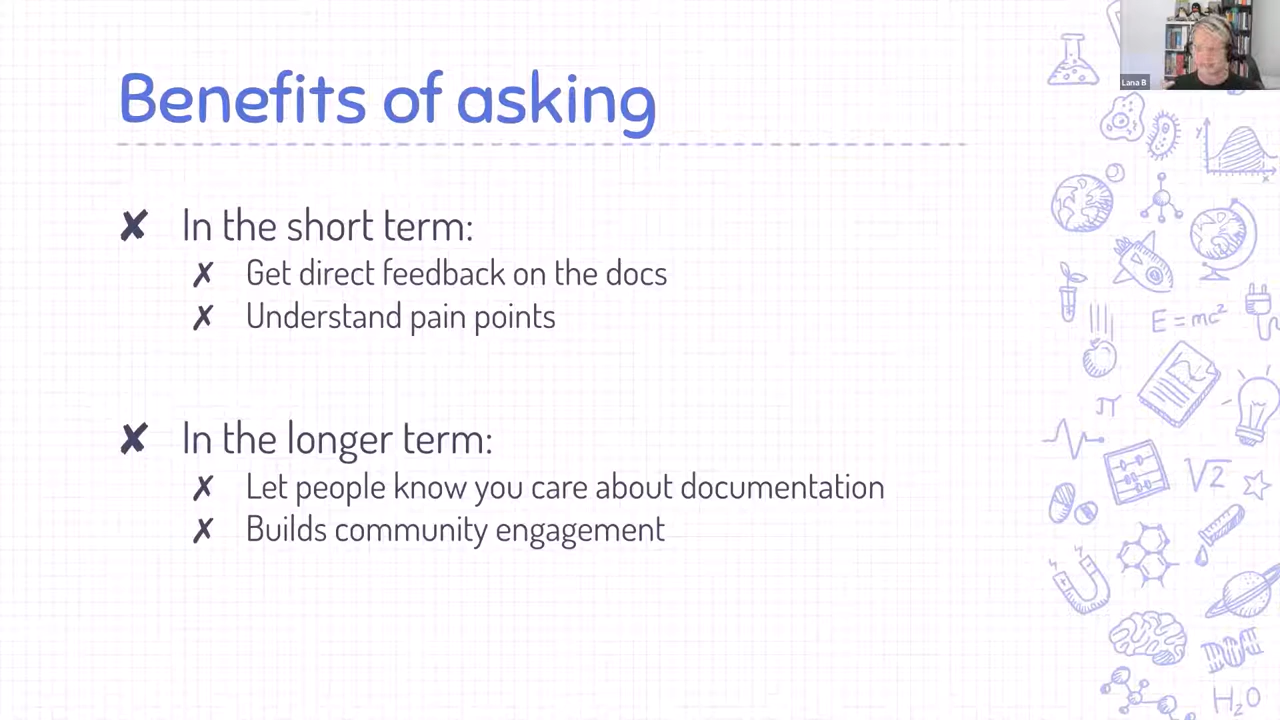 Benefits of asking
Lana B
✘ In the short term:
✗ Get direct feedback on the docs
✗ Understand pain points
✘ In the longer term:
✗ Let people know you care about documentation
✗ Builds community engagement
y
x
E = mc²
π
√2
H₂O